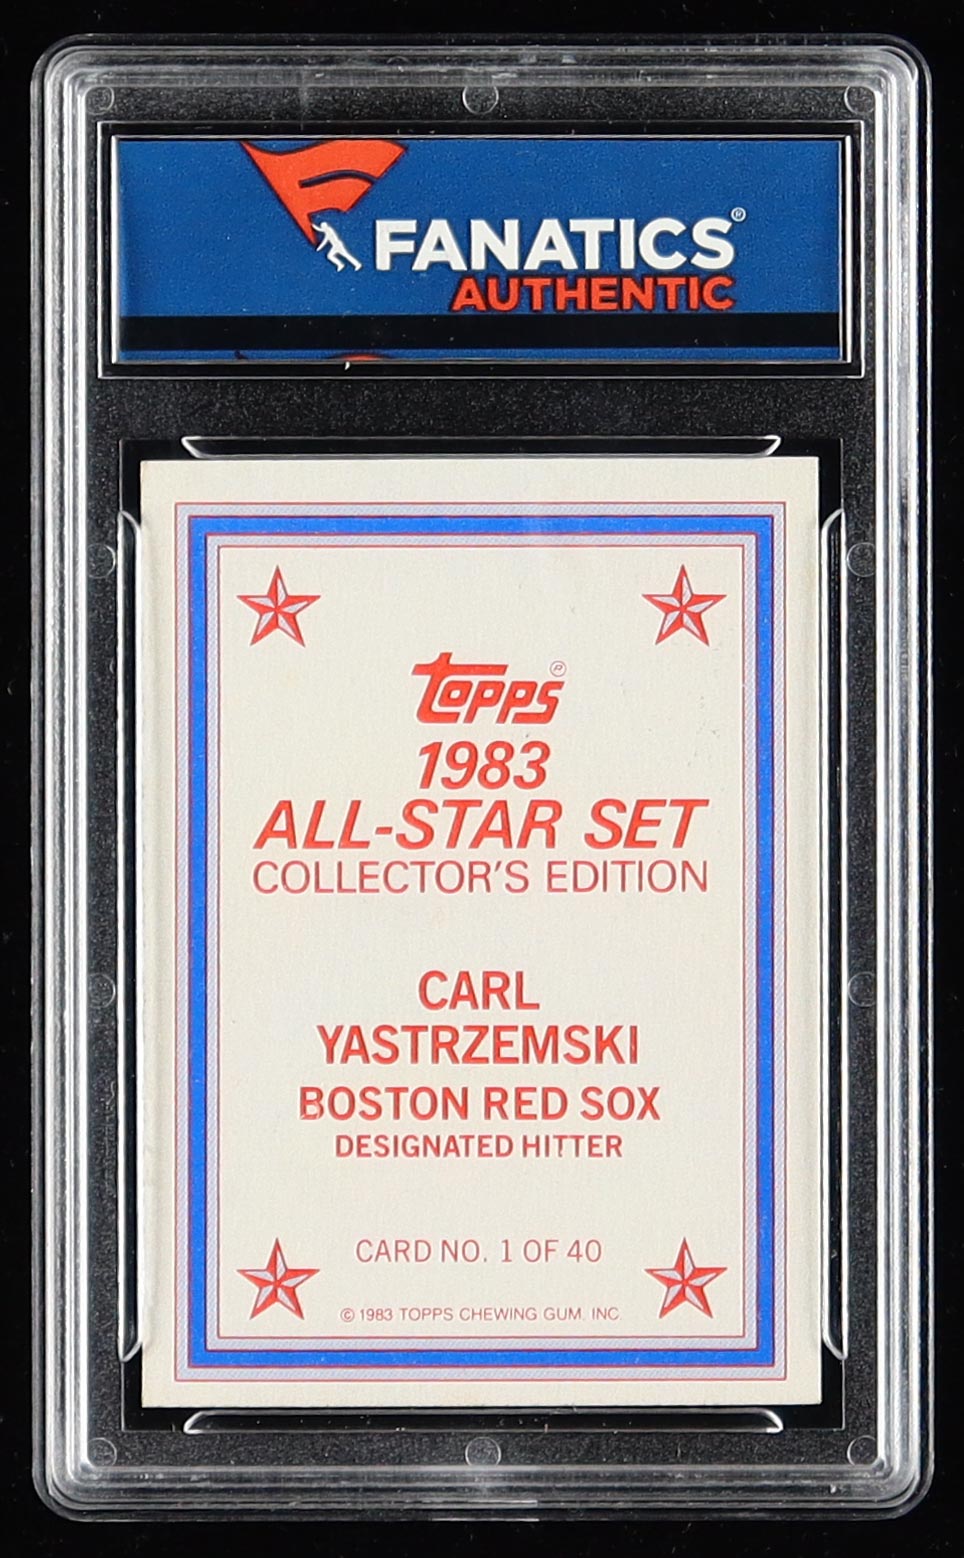 FANATICS®
AUTHENTIC
TOPPS®
1983
ALL-STAR SET
COLLECTOR'S EDITION
CARL
YASTRZEMSKI
BOSTON RED SOX
DESIGNATED HITTER
CARD NO. 1 OF 40
© 1983 TOPPS CHEWING GUM, INC.